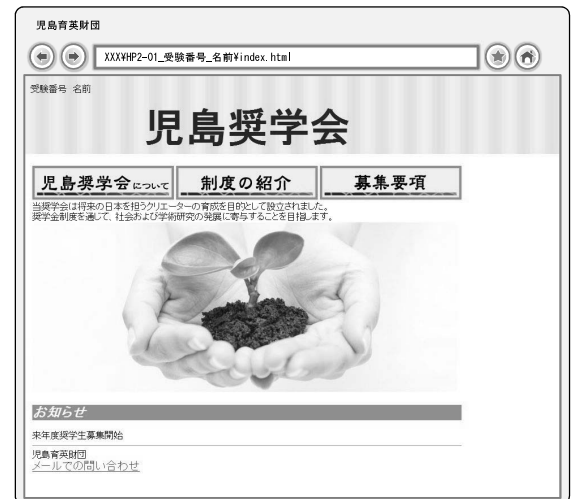 児島育英財団
XXX¥HP2-01_受験番号_名前¥index.html
受験番号 名前
児島奨学会
児島奨学会について 制度の紹介 募集要項
当奨学会は将来の日本を担うクリエーターの育成を目的として設立されました。
奨学金制度を通して、社会および学術研究の発展に寄与することを目指します。
お知らせ
来年度奨学生募集開始
児島育英財団
メールでの問い合わせ